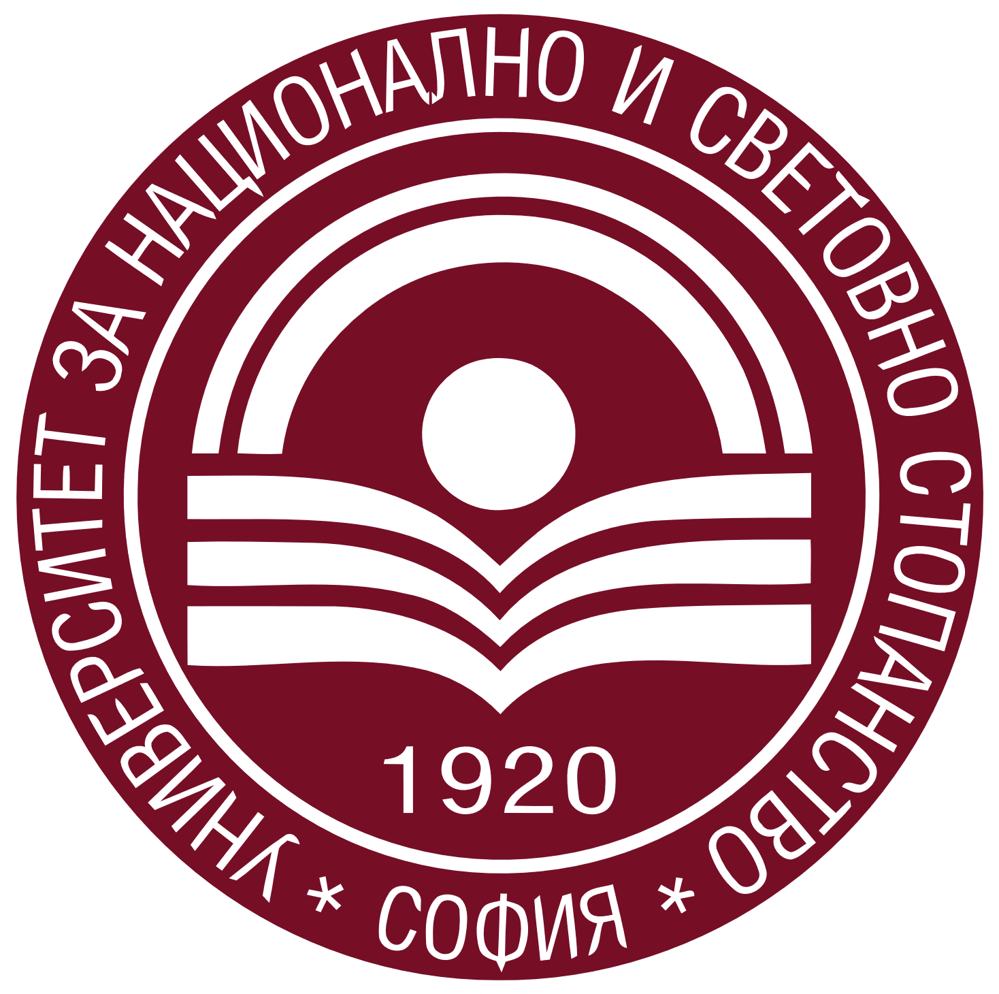 УНИВЕРСИТЕТ ЗА НАЦИОНАЛНО И СВЕТОВНО СТОПАНСТВО
* СОФИЯ *
1920